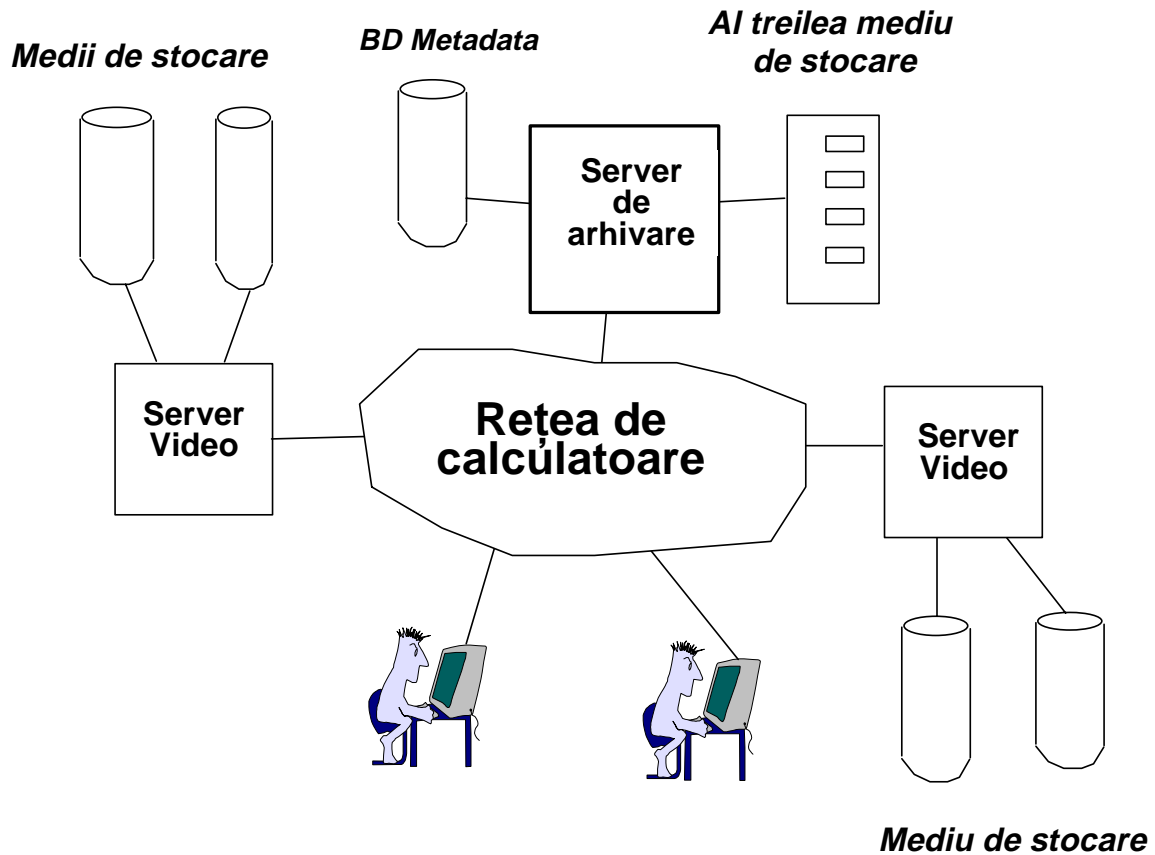 Medii de stocare
BD Metadata
Al treilea mediu
de stocare
Server
de
arhivare
Server
Video
Rețea de
calculatoare
Server
Video
Mediu de stocare